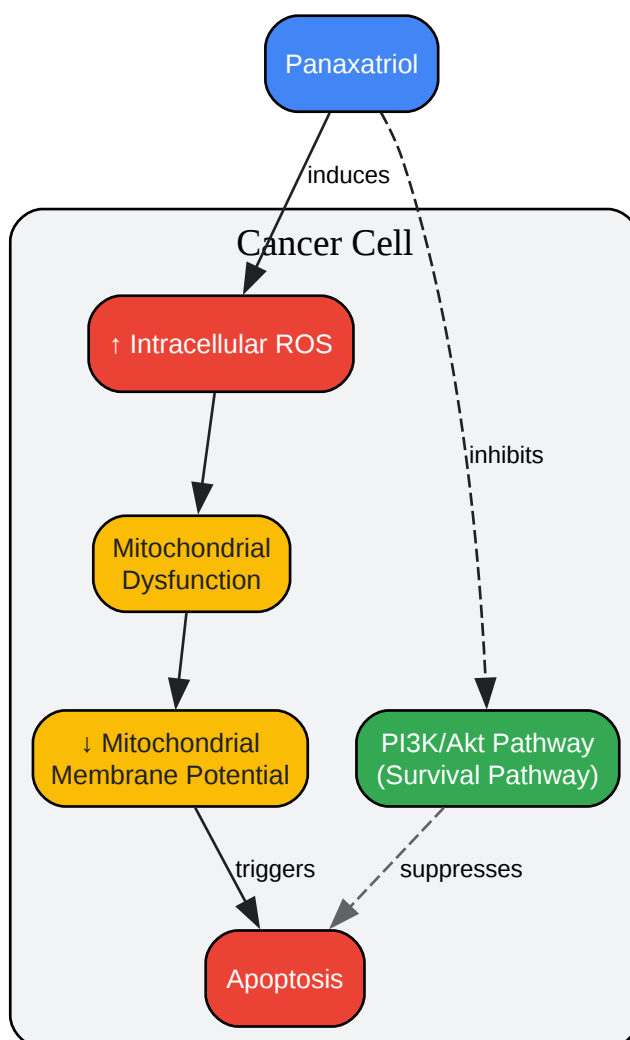 Panaxatriol
induces
Cancer Cell
↑ Intracellular ROS
inhibits
Mitochondrial
Dysfunction
↓ Mitochondrial
Membrane Potential
PI3K/Akt Pathway
(Survival Pathway)
triggers
suppresses
Apoptosis